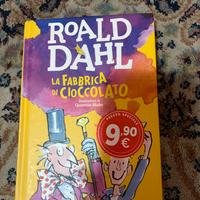 ROALD
DAHL
LA FABBRICA
DI CIOCCOLATO
Illustrazioni di
Quentin Blake
PREZZO SPECIALE
9,90
€